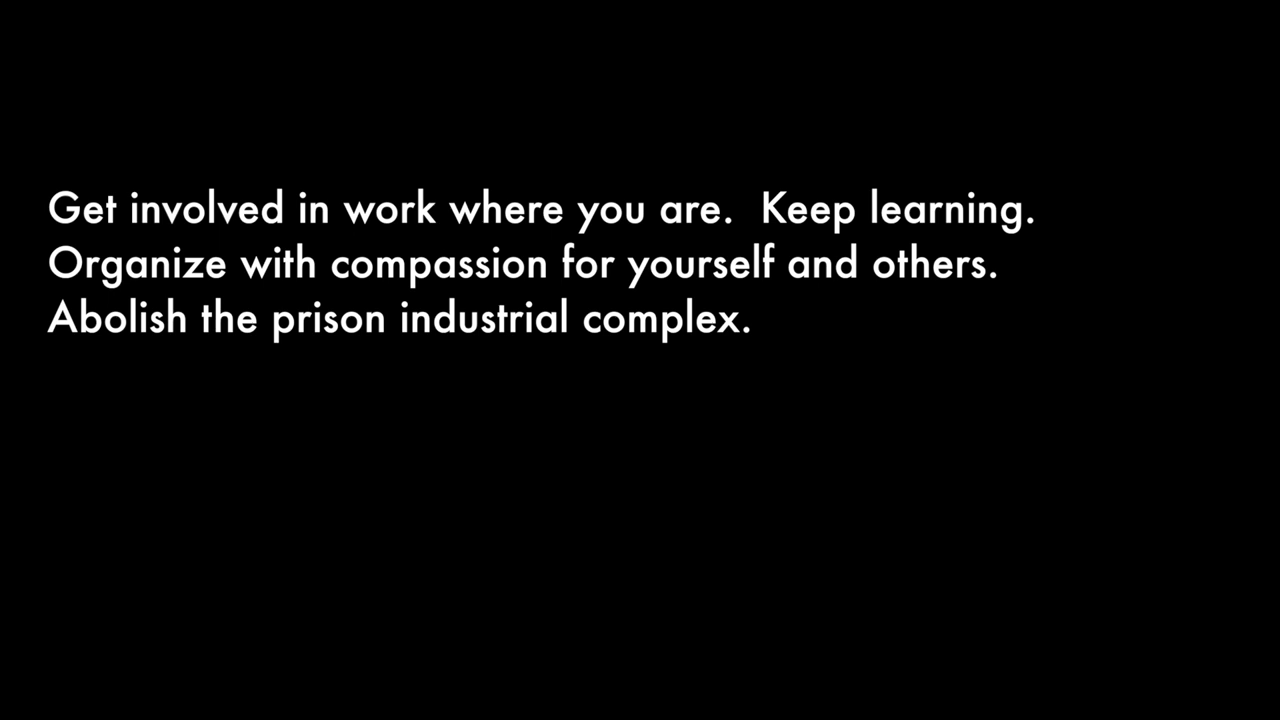 Get involved in work where you are.  Keep learning.
Organize with compassion for yourself and others.
Abolish the prison industrial complex.